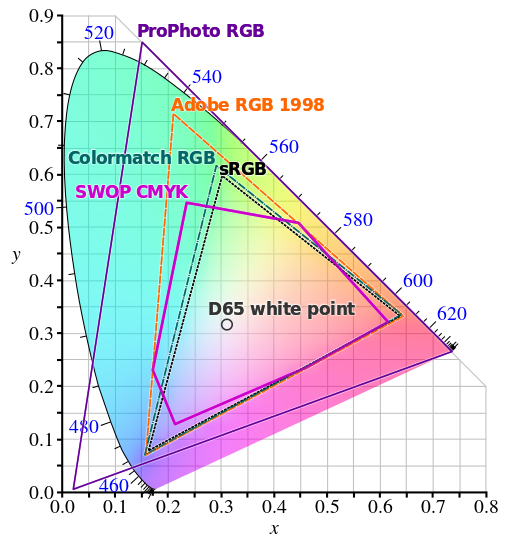 0.9
ProPhoto RGB
520
0.8
540
Adobe RGB 1998
0.7
560
Colormatch RGB
sRGB
0.6
SWOP CMYK
500
580
0.5
y
0.4
600
D65 white point
620
0.3
0.2
480
0.1
460
0.0
0.0 0.1 0.2 0.3 0.4 0.5 0.6 0.7 0.8
x